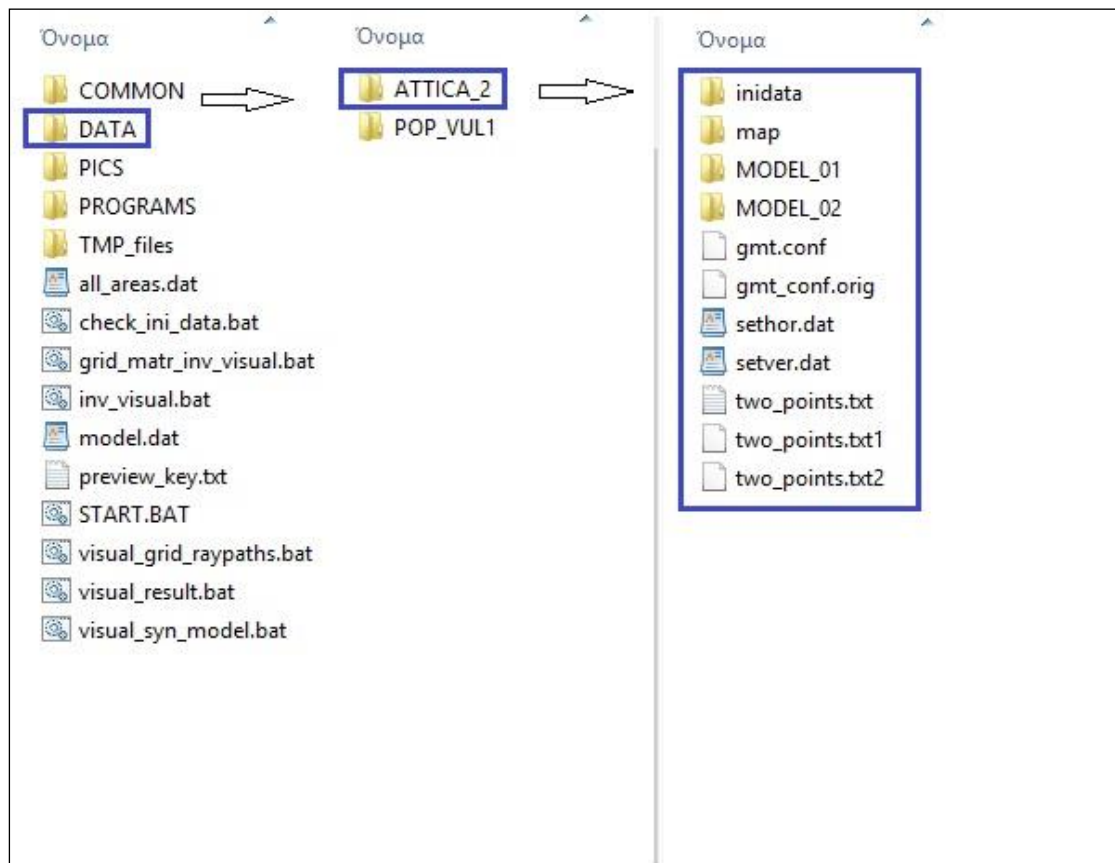 Όνομα
COMMON
DATA
PICS
PROGRAMS
TMP_files
all_areas.dat
check_ini_data.bat
grid_matr_inv_visual.bat
inv_visual.bat
model.dat
preview_key.txt
START.BAT
visual_grid_raypaths.bat
visual_result.bat
visual_syn_model.bat
Όνομα
ATTICA_2
POP_VUL1
Όνομα
inidata
map
MODEL_01
MODEL_02
gmt.conf
gmt_conf.orig
sethor.dat
setver.dat
two_points.txt
two_points.txt1
two_points.txt2